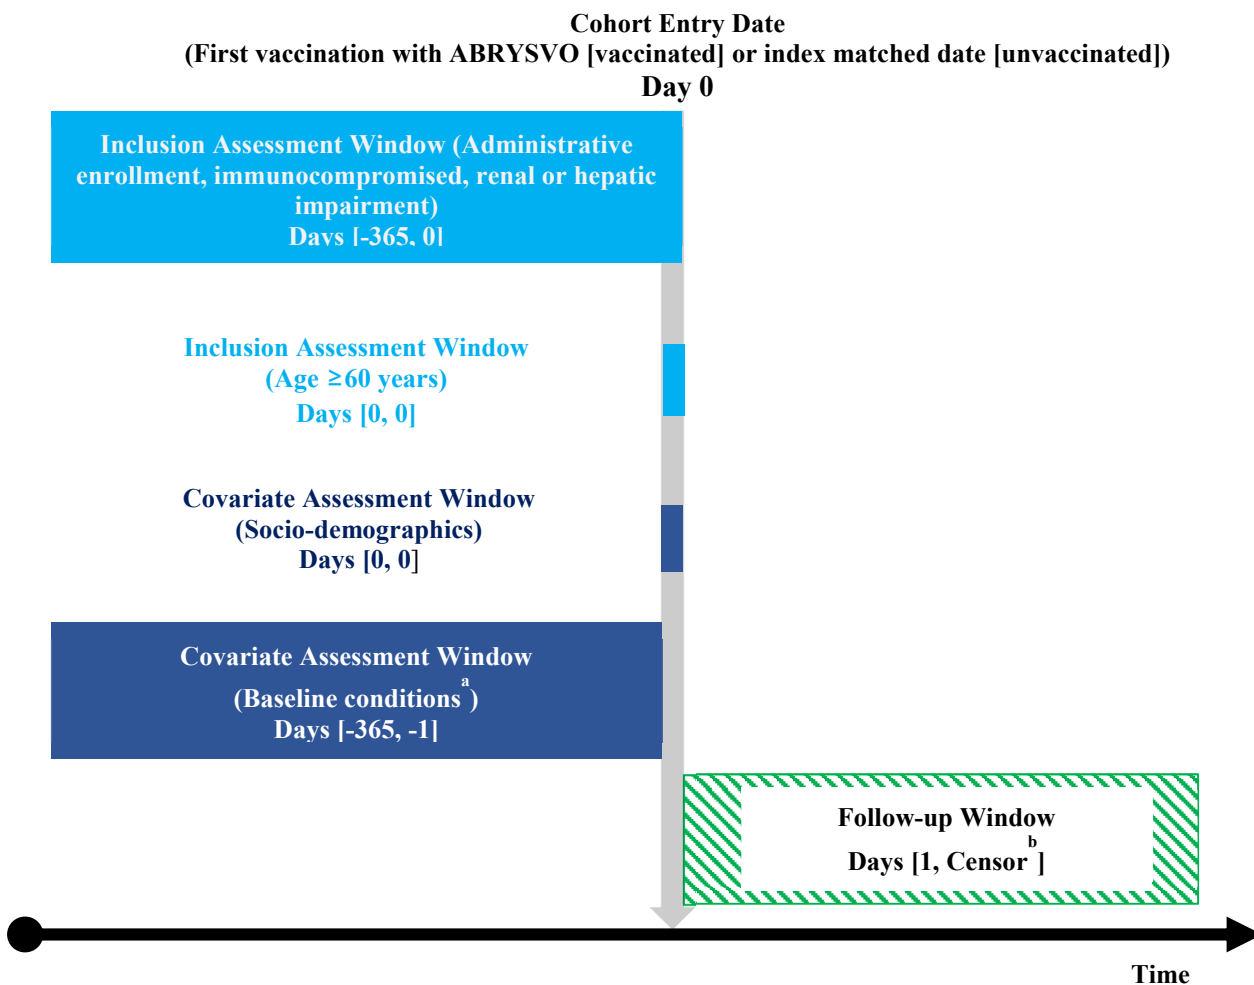 Cohort Entry Date
(First vaccination with ABRYSVO [vaccinated] or index matched date [unvaccinated])
Day 0
Inclusion Assessment Window (Administrative
enrollment, immunocompromised, renal or hepatic
impairment)
Days [-365, 0]
Inclusion Assessment Window
(Age ≥60 years)
Days [0, 0]
Covariate Assessment Window
(Socio-demographics)
Days [0, 0]
Covariate Assessment Window
(Baseline conditions a)
Days [-365, -1]
Follow-up Window
Days [1, Censor b]
Time